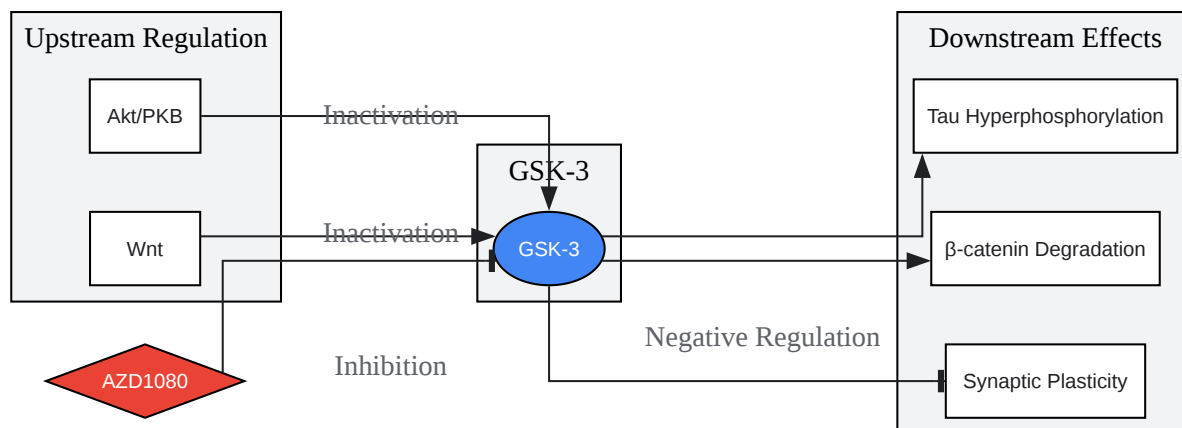 Upstream Regulation
Downstream Effects
Akt/PKB
Inactivation
Tau Hyperphosphorylation
GSK-3
Wnt
Inactivation
GSK-3
β-catenin Degradation
Negative Regulation
Inhibition
AZD1080
Synaptic Plasticity